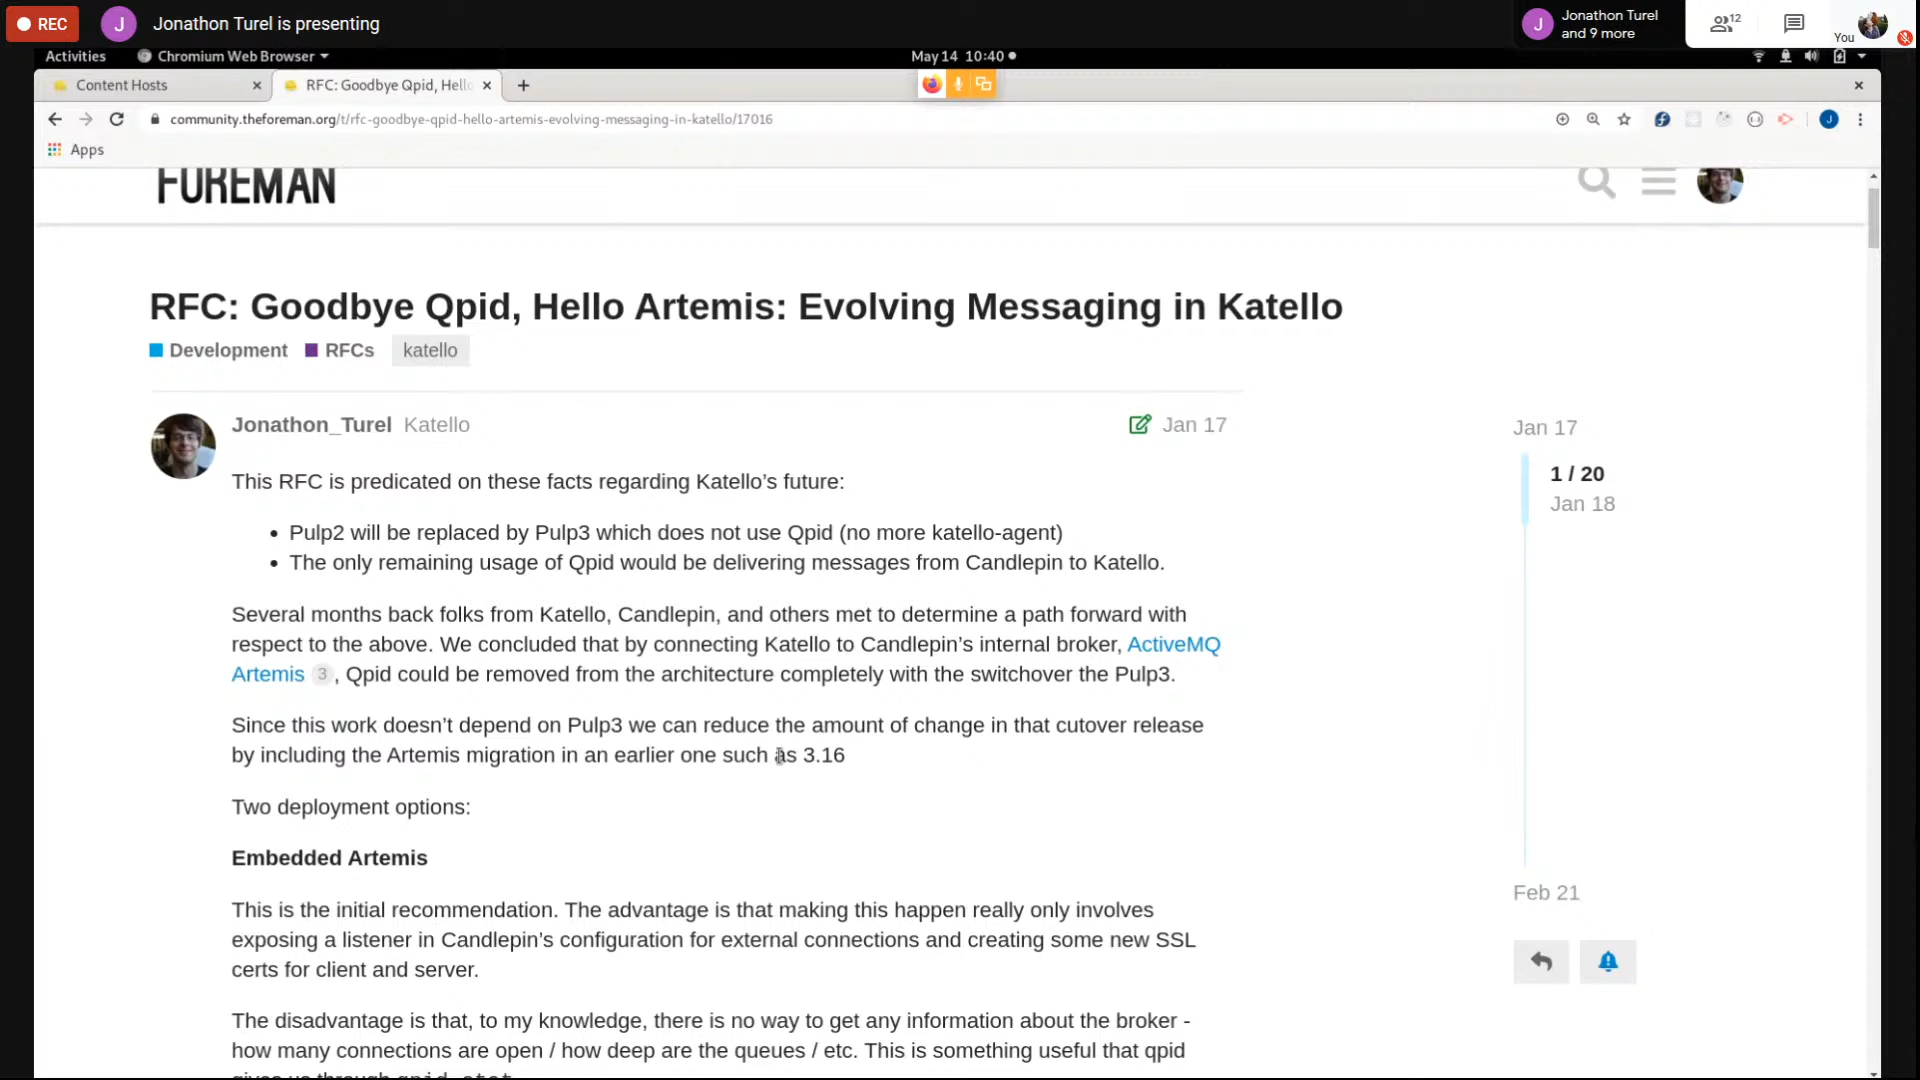 REC
J
Jonathon Turel is presenting
J
Jonathon Turel
and 9 more
12
You
Activities
Chromium Web Browser
May 14 10:40
Content Hosts
RFC: Goodbye Qpid, Hello
community.theforeman.org/t/rfc-goodbye-qpid-hello-artemis-evolving-messaging-in-katello/17016
J
Apps
FOREMAN
RFC: Goodbye Qpid, Hello Artemis: Evolving Messaging in Katello
Development RFCs katello
Jonathon_Turel Katello
Jan 17
This RFC is predicated on these facts regarding Katello’s future:
• Pulp2 will be replaced by Pulp3 which does not use Qpid (no more katello-agent)
• The only remaining usage of Qpid would be delivering messages from Candlepin to Katello.
Several months back folks from Katello, Candlepin, and others met to determine a path forward with
respect to the above. We concluded that by connecting Katello to Candlepin’s internal broker, ActiveMQ
Artemis 3 , Qpid could be removed from the architecture completely with the switchover the Pulp3.
Since this work doesn’t depend on Pulp3 we can reduce the amount of change in that cutover release
by including the Artemis migration in an earlier one such as 3.16
Two deployment options:
Embedded Artemis
This is the initial recommendation. The advantage is that making this happen really only involves
exposing a listener in Candlepin’s configuration for external connections and creating some new SSL
certs for client and server.
The disadvantage is that, to my knowledge, there is no way to get any information about the broker -
how many connections are open / how deep are the queues / etc. This is something useful that qpid
gives us through qpid-stat
Jan 17
1 / 20
Jan 18
Feb 21